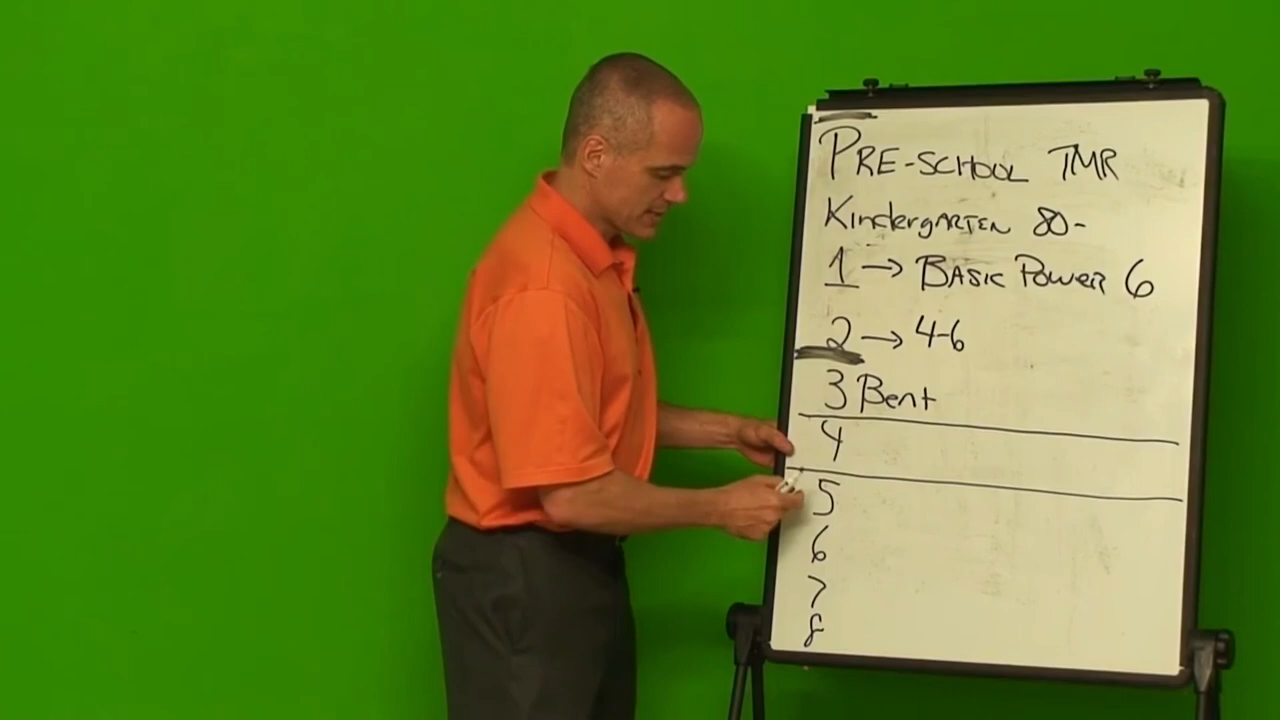 PRE-SCHOOL TMR
KindergARTEN 80-
1 → BASIC POWER 6
2 → 4-6
3 Bent
4
5
6
7
8